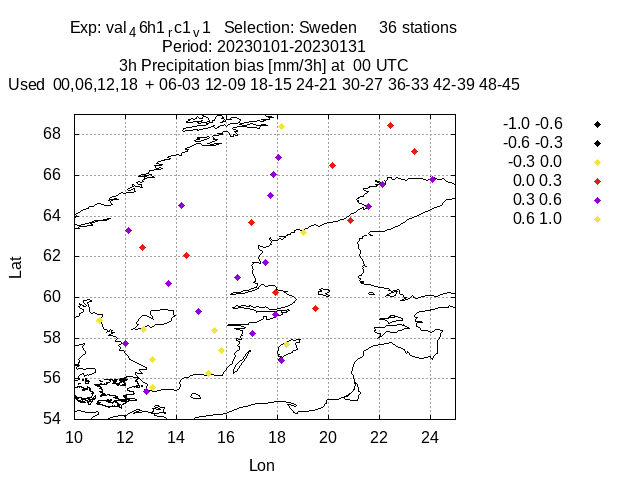 Exp: val_4 6h1_r c1_v 1 Selection: Sweden 36 stations
Period: 20230101-20230131
3h Precipitation bias [mm/3h] at 00 UTC
Used 00,06,12,18 + 06-03 12-09 18-15 24-21 30-27 36-33 42-39 48-45
-1.0 -0.6
-0.6 -0.3
-0.3 0.0
0.0 0.3
0.3 0.6
0.6 1.0
68
66
64
62
60
58
56
54
Lat
10 12 14 16 18 20 22 24
Lon